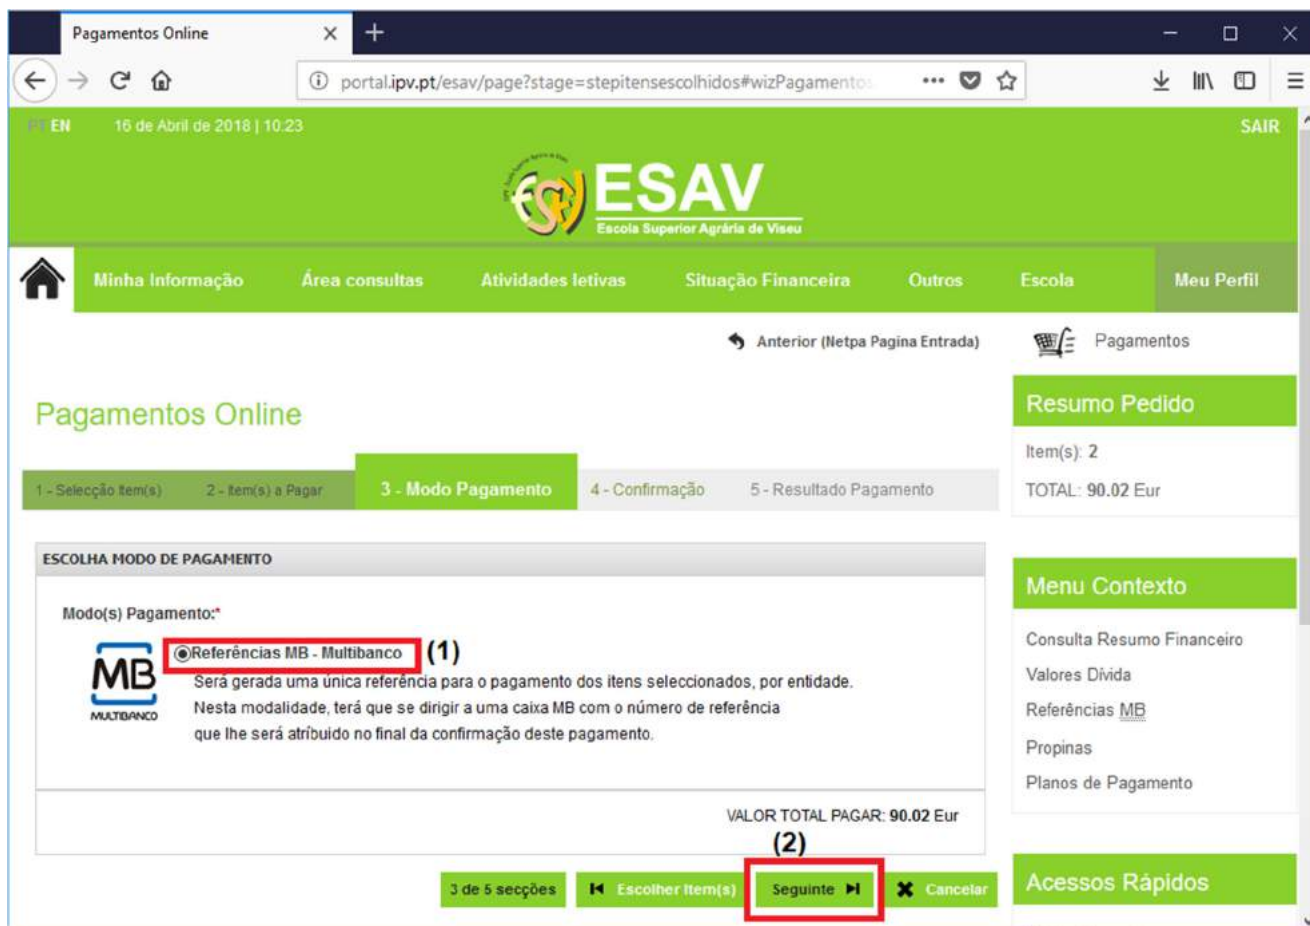 Pagamentos Online
portal.ipv.pt/esav/page?stage=stepitensescolhidos#wizPagamentos
PT EN 16 de Abril de 2018 | 10:23 SAIR
ESAV
Escola Superior Agrária de Viseu
Minha Informação Área consultas Atividades letivas Situação Financeira Outros Escola Meu Perfil
Anterior (Netpa Pagina Entrada) Pagamentos
Pagamentos Online
1 - Selecção Item(s) 2 - Item(s) a Pagar 3 - Modo Pagamento 4 - Confirmação 5 - Resultado Pagamento
ESCOLHA MODO DE PAGAMENTO
Modo(s) Pagamento:*
MB
MULTIBANCO
Referências MB - Multibanco (1)
Será gerada uma única referência para o pagamento dos itens seleccionados, por entidade.
Nesta modalidade, terá que se dirigir a uma caixa MB com o número de referência
que lhe será atríbuido no final da confirmação deste pagamento.
VALOR TOTAL PAGAR: 90.02 Eur
(2)
3 de 5 secções Escolher Item(s) Seguinte Cancelar
Resumo Pedido
Item(s): 2
TOTAL: 90.02 Eur
Menu Contexto
Consulta Resumo Financeiro
Valores Dívida
Referências MB
Propinas
Planos de Pagamento
Acessos Rápidos